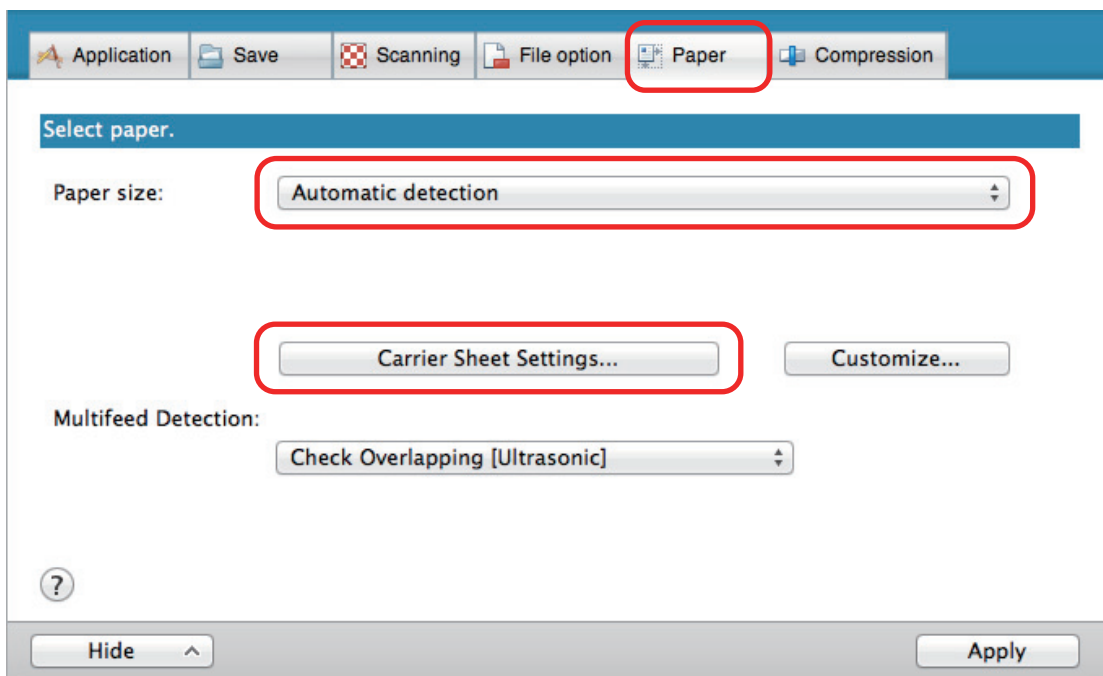 Application Save Scanning File option Paper Compression
Select paper.
Paper size: Automatic detection
Carrier Sheet Settings... Customize...
Multifeed Detection:
Check Overlapping [Ultrasonic]
?
Hide Apply